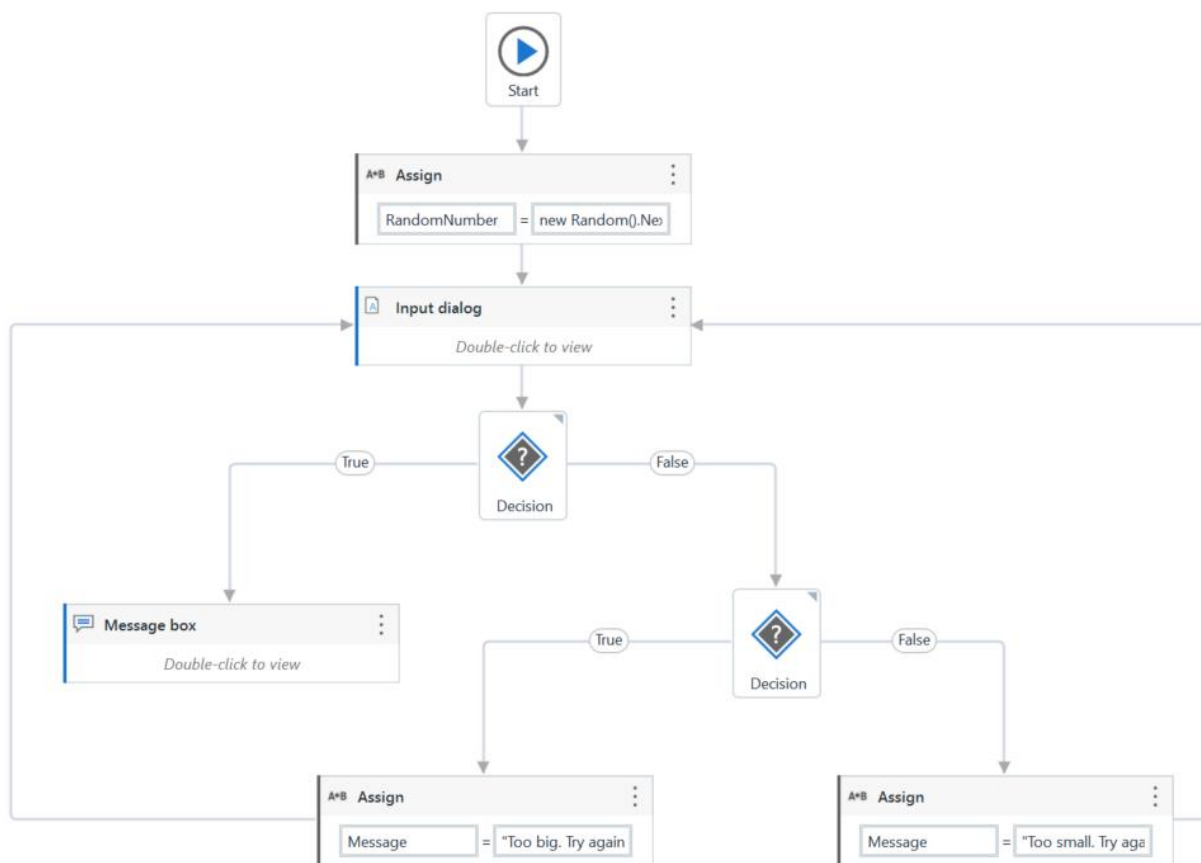 Start
A+B Assign
RandomNumber = new Random().Nex
A Input dialog
Double-click to view
True
False
?
Decision
Message box
Double-click to view
True
False
?
Decision
A+B Assign
Message = "Too big. Try again
A+B Assign
Message = "Too small. Try aga